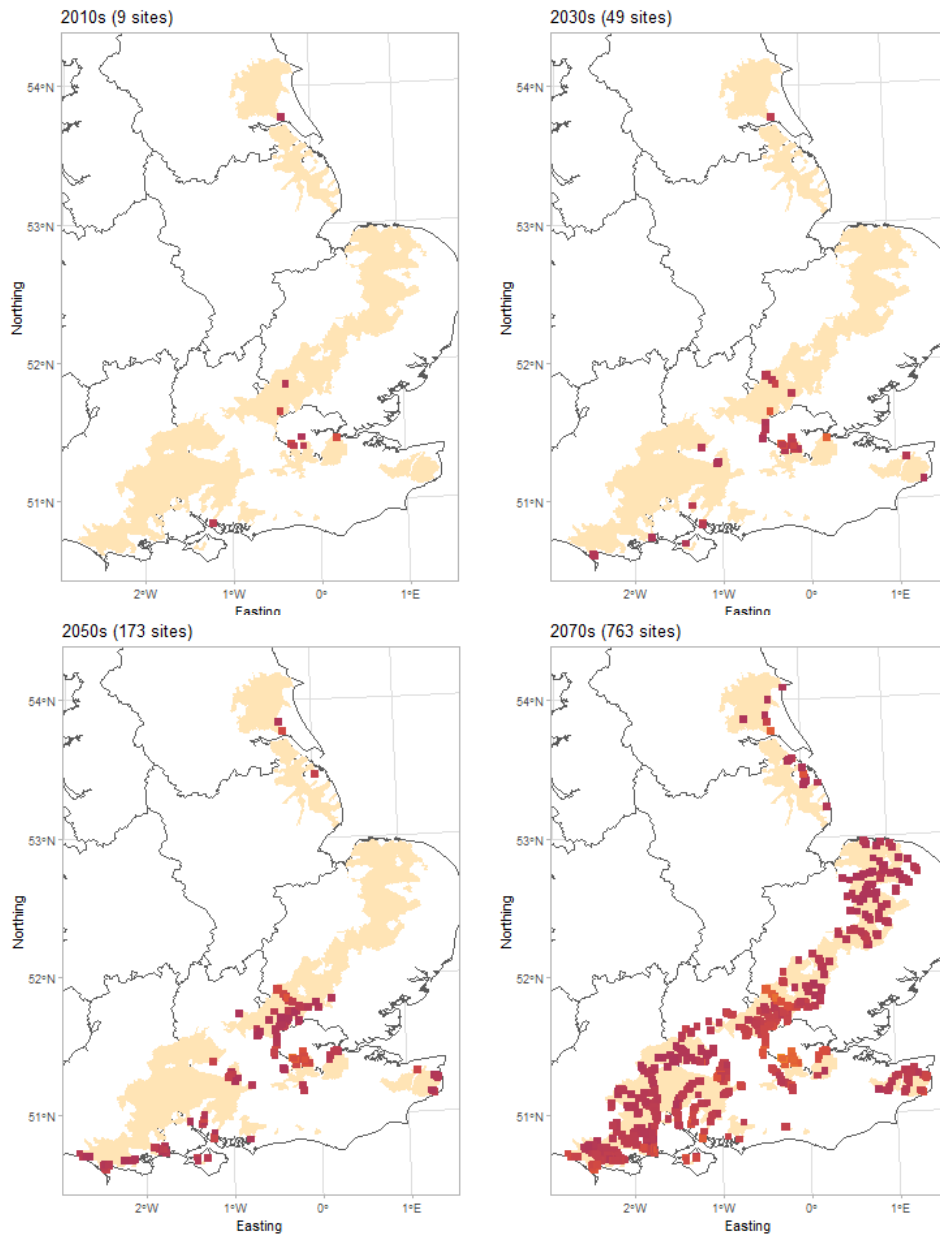 2010s (9 sites)
2030s (49 sites)
54°N
53°N
52°N
51°N
Northing
2°W
1°W
0°
1°E
Easting
54°N
53°N
52°N
51°N
Northing
2°W
1°W
0°
1°E
Easting
2050s (173 sites)
2070s (763 sites)
54°N
53°N
52°N
51°N
Northing
2°W
1°W
0°
1°E
Easting
54°N
53°N
52°N
51°N
Northing
2°W
1°W
0°
1°E
Easting